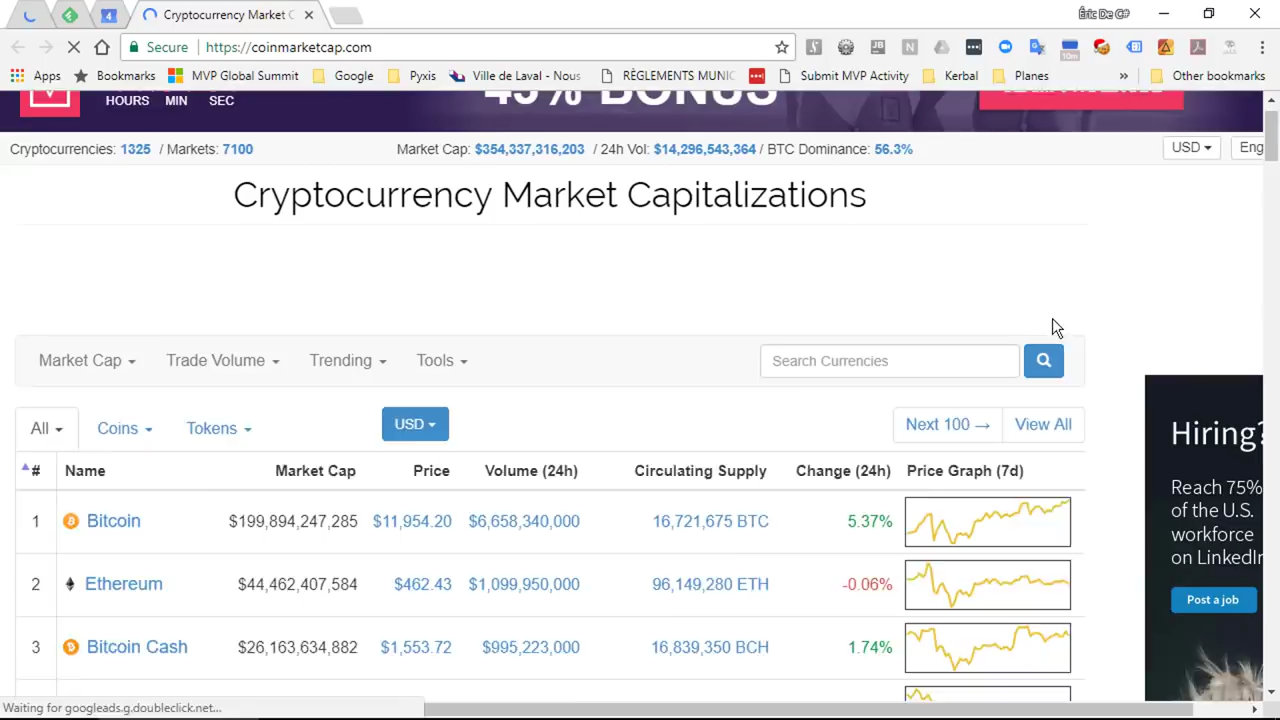 4 Cryptocurrency Market C Éric De C#
Secure https://coinmarketcap.com 10m
Apps Bookmarks MVP Global Summit Google Pyxis Ville de Laval - Nous RÈGLEMENTS MUNIC Submit MVP Activity Kerbal Planes » Other bookmarks
HOURS MIN SEC 45% BONUS
Cryptocurrencies: 1325 / Markets: 7100 Market Cap: $354,337,316,203 / 24h Vol: $14,296,543,364 / BTC Dominance: 56.3% USD Eng
Cryptocurrency Market Capitalizations
Market Cap Trade Volume Trending Tools Search Currencies
All Coins Tokens USD Next 100 → View All
# Name Market Cap Price Volume (24h) Circulating Supply Change (24h) Price Graph (7d)
1 Bitcoin $199,894,247,285 $11,954.20 $6,658,340,000 16,721,675 BTC 5.37%
2 Ethereum $44,462,407,584 $462.43 $1,099,950,000 96,149,280 ETH -0.06%
3 Bitcoin Cash $26,163,634,882 $1,553.72 $995,223,000 16,839,350 BCH 1.74%
Hiring?
Reach 75%
of the U.S.
workforce
on LinkedIn
Post a job
Waiting for googleads.g.doubleclick.net...